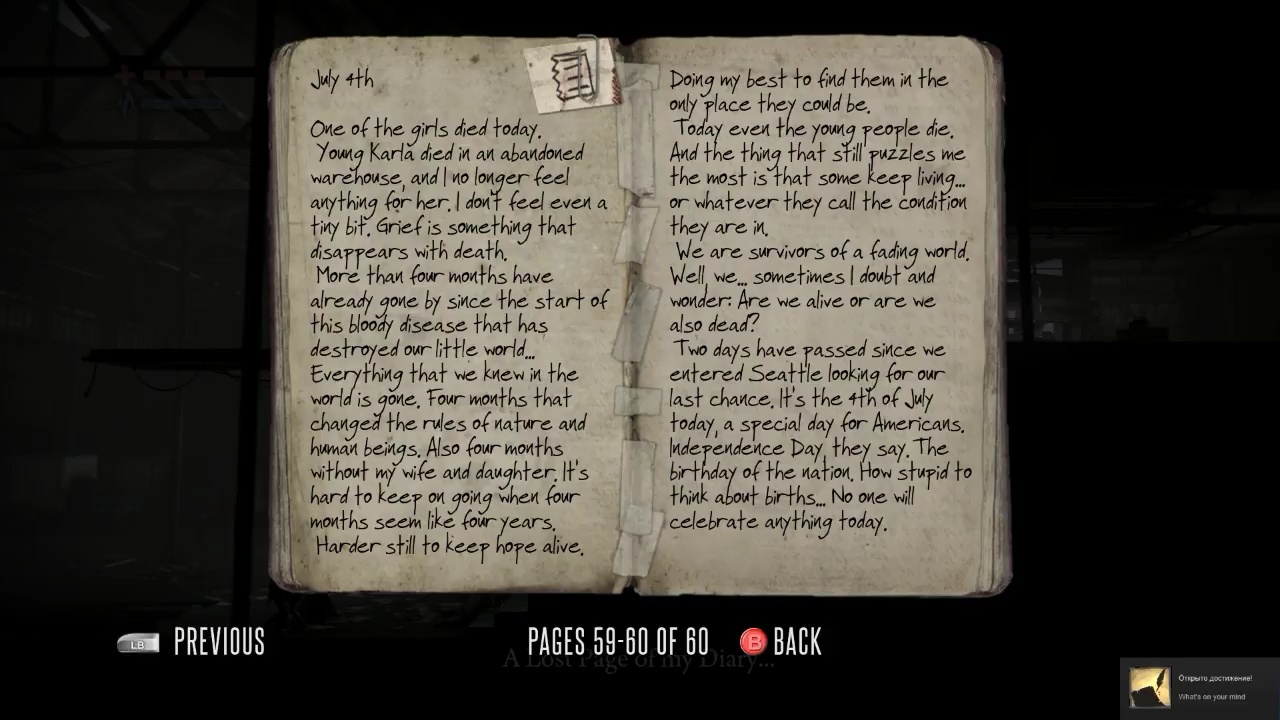 July 4th
One of the girls died today.
Young Karla died in an abandoned
warehouse, and I no longer feel
anything for her. I don't feel even a
tiny bit. Grief is something that
disappears with death.
More than four months have
already gone by since the start of
this bloody disease that has
destroyed our little world...
Everything that we knew in the
world is gone. Four months that
changed the rules of nature and
human beings. Also four months
without my wife and daughter. It's
hard to keep on going when four
months seem like four years.
Harder still to keep hope alive.
Doing my best to find them in the
only place they could be.
Today even the young people die.
And the thing that still puzzles me
the most is that some keep living...
or whatever they call the condition
they are in.
We are survivors of a fading world.
Well, we... sometimes I doubt and
wonder: Are we alive or are we
also dead?
Two days have passed since we
entered Seattle looking for our
last chance. It's the 4th of July
today, a special day for Americans.
Independence Day, they say. The
birthday of the nation. How stupid to
think about births... No one will
celebrate anything today.
LB PREVIOUS PAGES 59-60 OF 60 B BACK
A Lost Page of my Diary...
Открыто достижение!
What's on your mind